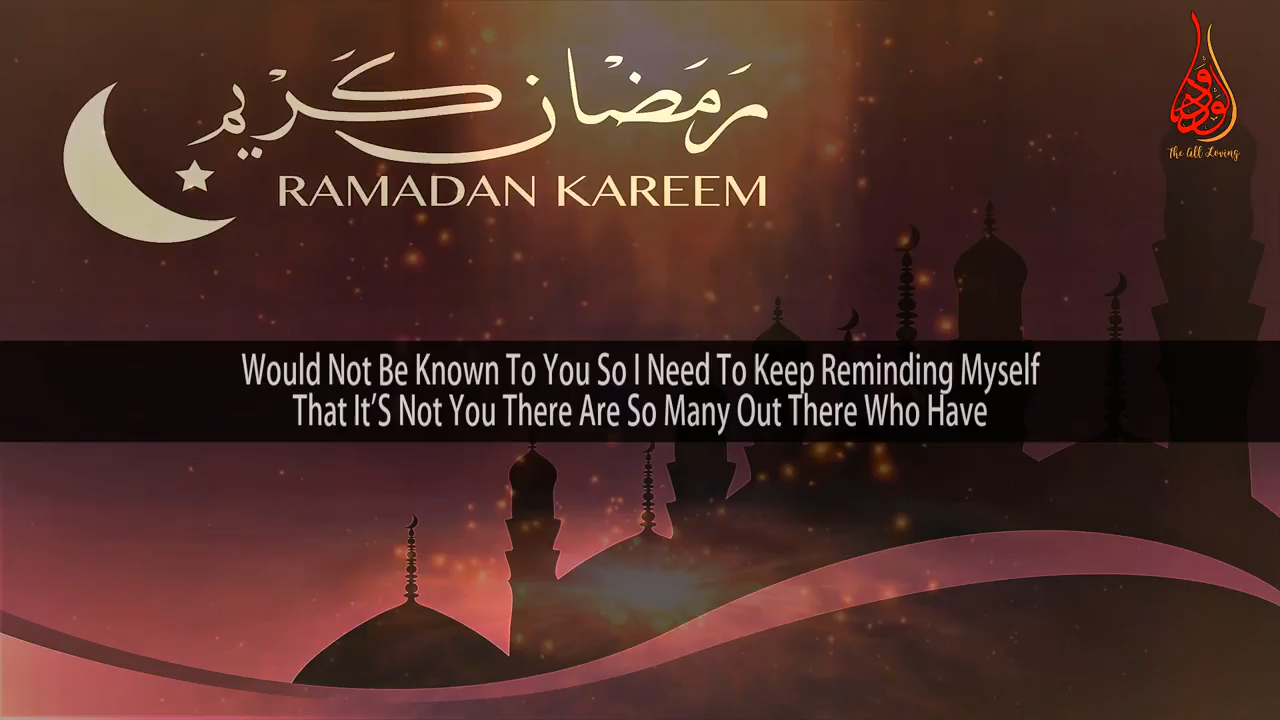 رَمَضَان كَرْيم
RAMADAN KAREEM
الودود
The All Loving
Would Not Be Known To You So I Need To Keep Reminding Myself
That It’S Not You There Are So Many Out There Who Have